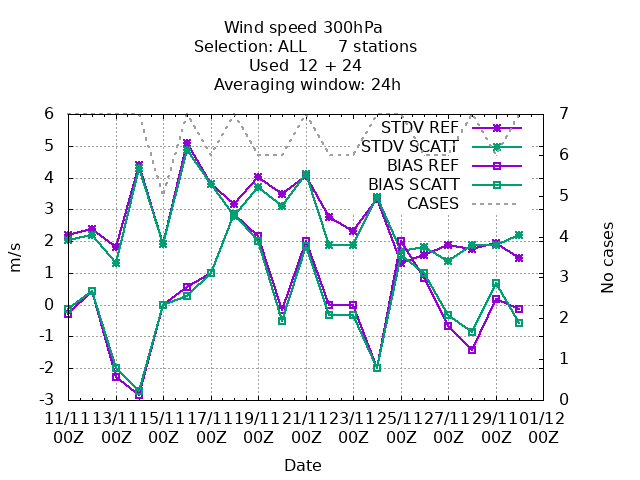 Wind speed 300hPa
Selection: ALL 7 stations
Used 12 + 24
Averaging window: 24h
6
5
4
3
2
1
0
-1
-2
-3
m/s
7
6
5
4
3
2
1
0
No cases
STDV REF
STDV SCATT
BIAS REF
BIAS SCATT
CASES
11/11 13/11 15/11 17/11 19/11 21/11 23/11 25/11 27/11 29/11 01/12
00Z 00Z 00Z 00Z 00Z 00Z 00Z 00Z 00Z 00Z 00Z
Date